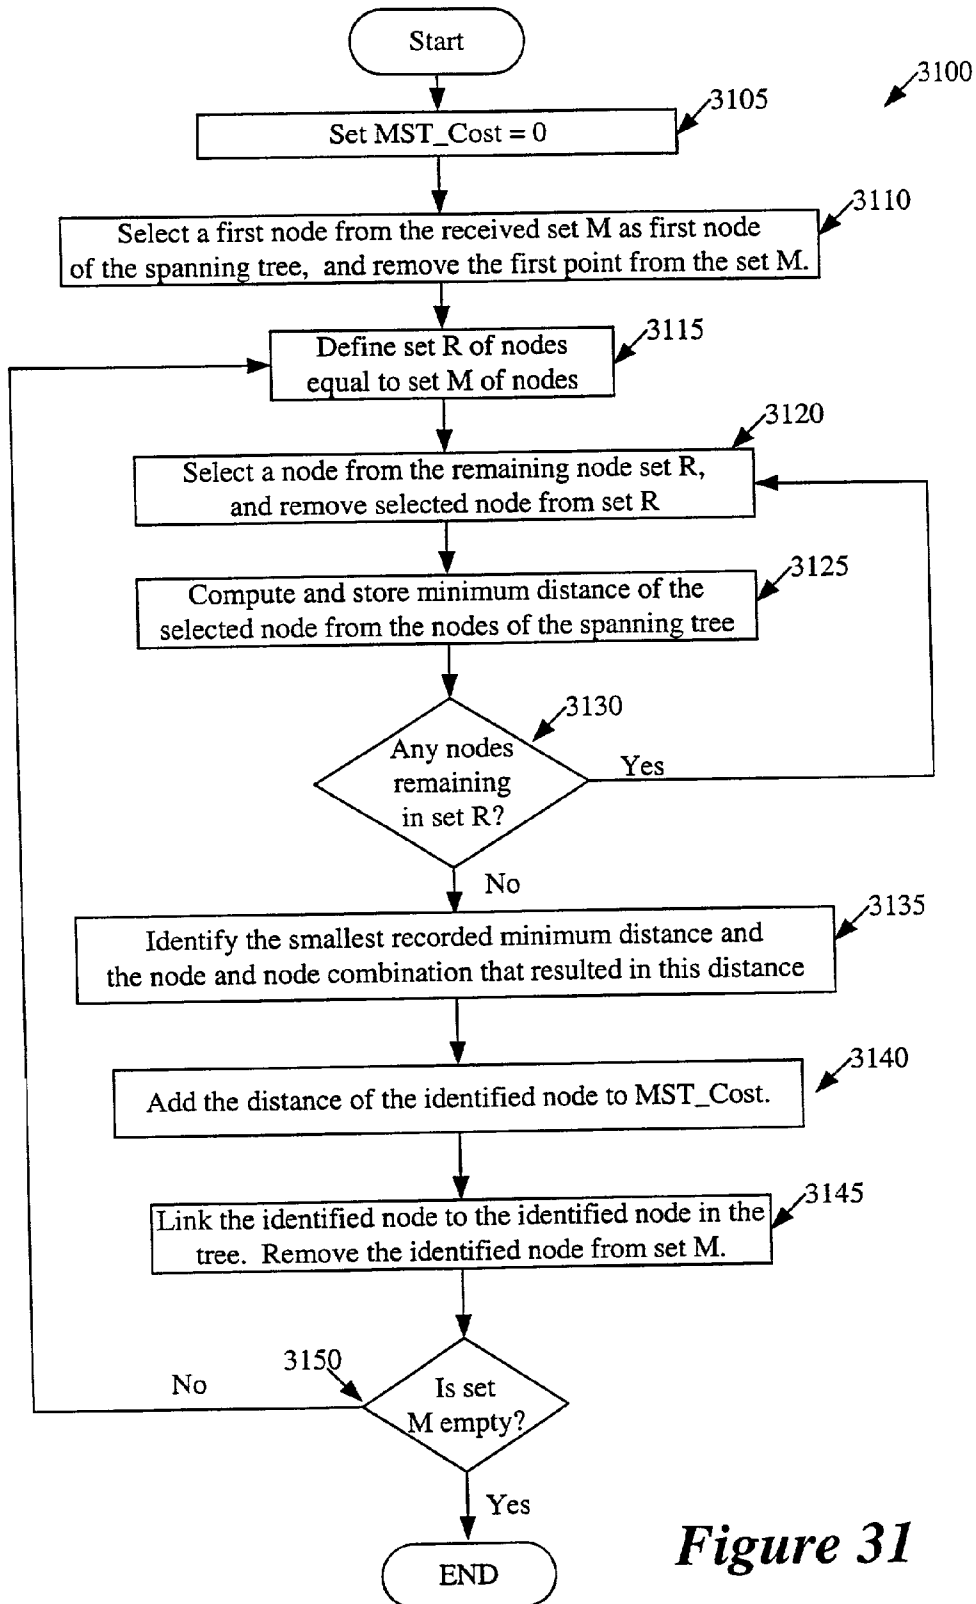 Start
3100
3105
Set MST_Cost = 0
3110
Select a first node from the received set M as first node
of the spanning tree, and remove the first point from the set M.
3115
Define set R of nodes
equal to set M of nodes
3120
Select a node from the remaining node set R,
and remove selected node from set R
3125
Compute and store minimum distance of the
selected node from the nodes of the spanning tree
3130
Any nodes
remaining
in set R?
Yes
No
3135
Identify the smallest recorded minimum distance and
the node and node combination that resulted in this distance
3140
Add the distance of the identified node to MST_Cost.
3145
Link the identified node to the identified node in the
tree. Remove the identified node from set M.
3150
No
Is set
M empty?
Yes
END
Figure 31